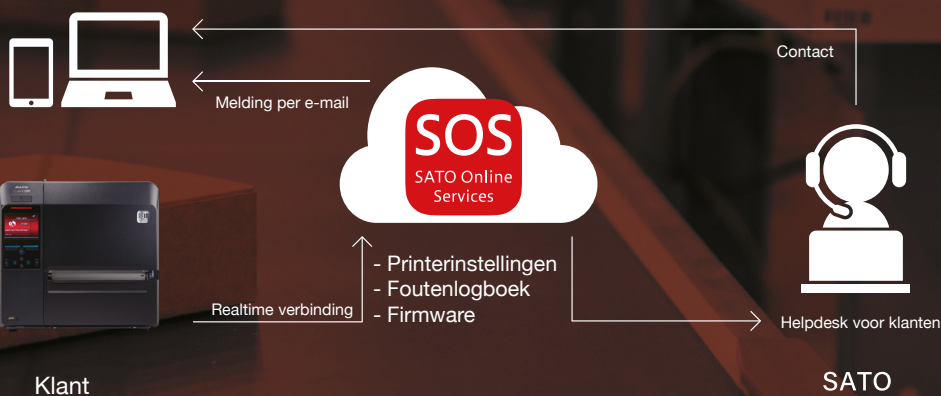 Contact
Melding per e-mail
SOS
SATO Online
Services
- Printerinstellingen
- Foutenlogboek
- Firmware
Realtime verbinding
Helpdesk voor klanten
Klant
SATO